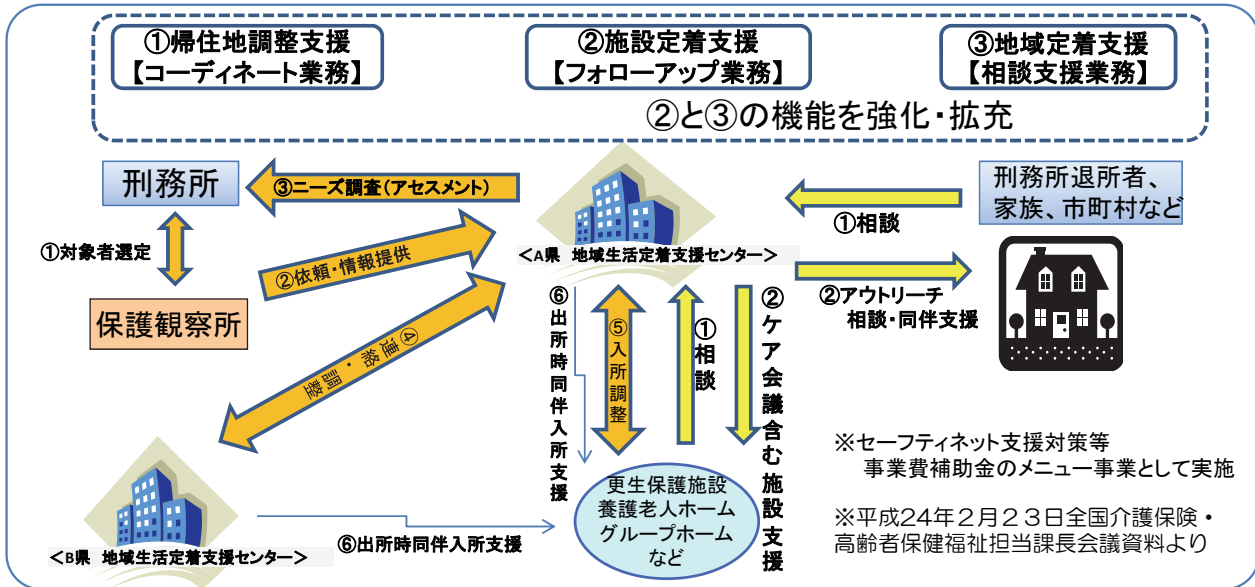 ①帰住地調整支援
【コーディネート業務】
②施設定着支援
【フォローアップ業務】
③地域定着支援
【相談支援業務】
②と③の機能を強化・拡充
刑務所
③ニーズ調査(アセスメント)
刑務所退所者、
家族、市町村など
①相談
①対象者選定
②依頼・情報提供
<A県 地域生活定着支援センター>
②アウトリーチ
相談・同伴支援
保護観察所
④連絡・調整
⑥出所時同伴入所支援
⑤入所調整
①相談
②ケア会議含む施設支援
※セーフティネット支援対策等
事業費補助金のメニュー事業として実施
更生保護施設
養護老人ホーム
グループホーム
など
※平成24年2月23日全国介護保険・
高齢者保健福祉担当課長会議資料より
⑥出所時同伴入所支援
<B県 地域生活定着支援センター>